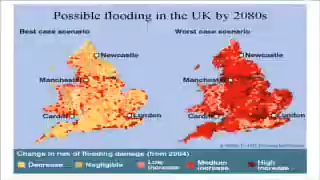 Possible flooding in the UK by 2080s
Best case scenario
Worst case scenario
Newcastle
Newcastle
Manchester
Manchester
Cardiff
London
Cardiff
London
Change in risk of flooding damage (from 2004)
Decrease
Negligible
Low increase
Medium increase
High increase